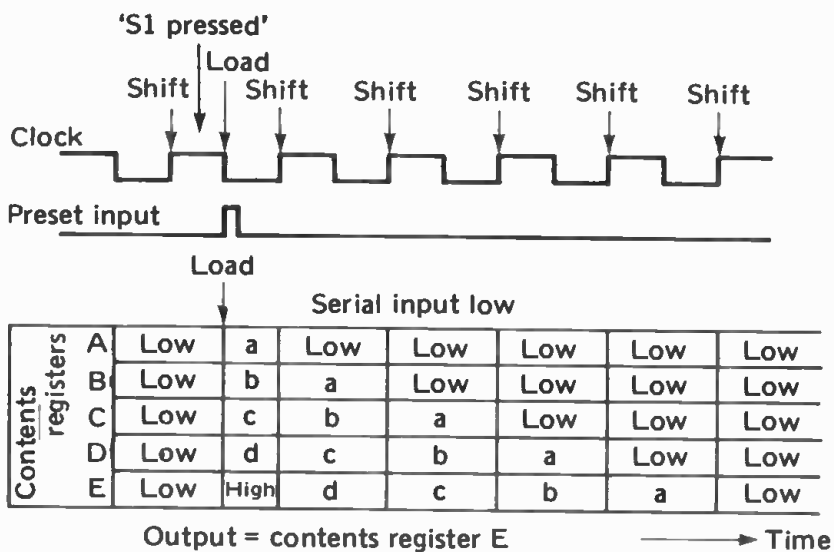 'S1 pressed'
Load
Shift Shift Shift Shift Shift Shift
Clock
Preset input
Load
Serial input low
Contents registers
A Low a Low Low Low Low Low
B Low b a Low Low Low Low
C Low c b a Low Low Low
D Low d c b a Low Low
E Low High d c b a Low
Output = contents register E Time